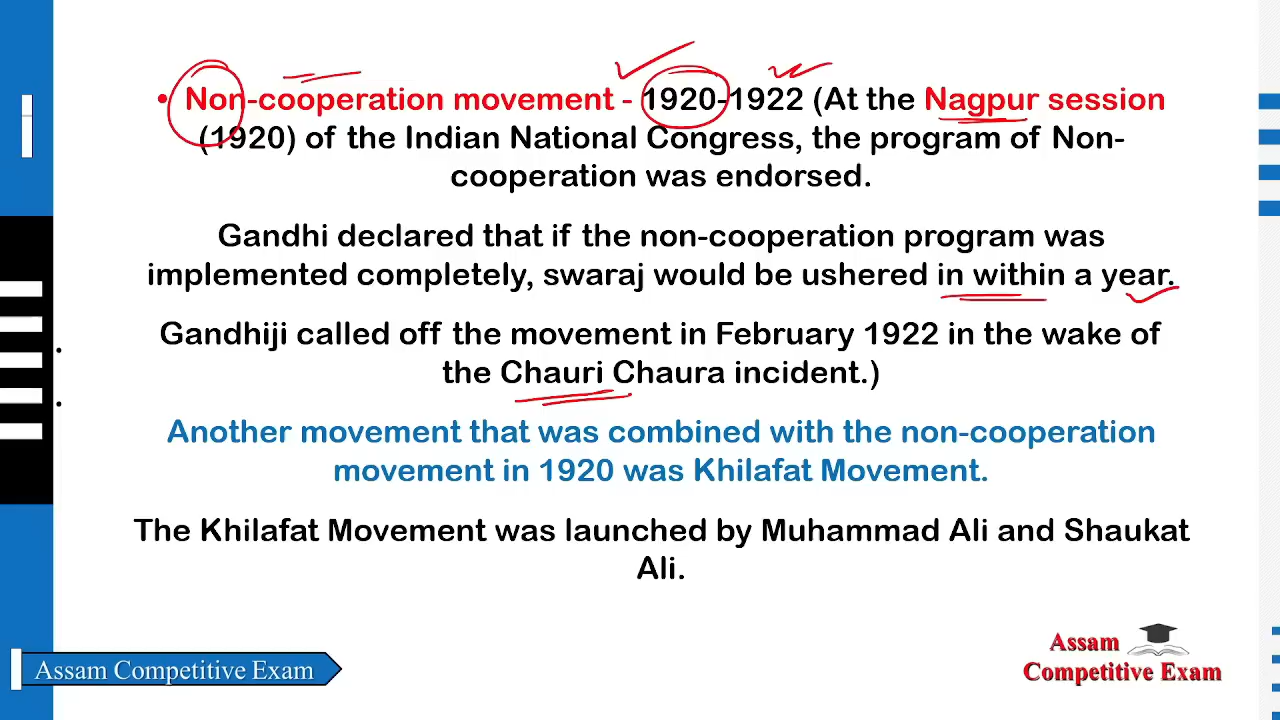 • Non-cooperation movement - 1920-1922 (At the Nagpur session
(1920) of the Indian National Congress, the program of Non-
cooperation was endorsed.
Gandhi declared that if the non-cooperation program was
implemented completely, swaraj would be ushered in within a year.
Gandhiji called off the movement in February 1922 in the wake of
the Chauri Chaura incident.)
Another movement that was combined with the non-cooperation
movement in 1920 was Khilafat Movement.
The Khilafat Movement was launched by Muhammad Ali and Shaukat
Ali.
Assam Competitive Exam
Assam
Competitive Exam